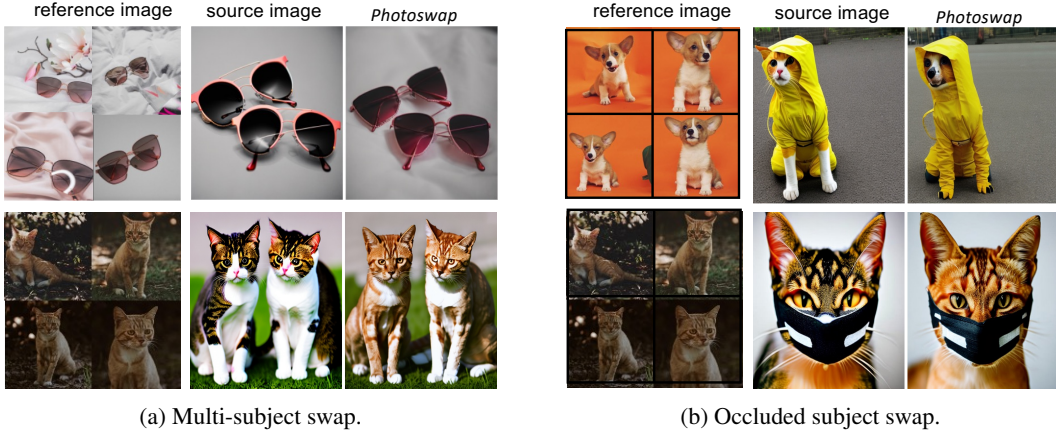 reference image source image Photoswap
reference image source image Photoswap
(a) Multi-subject swap.
(b) Occluded subject swap.